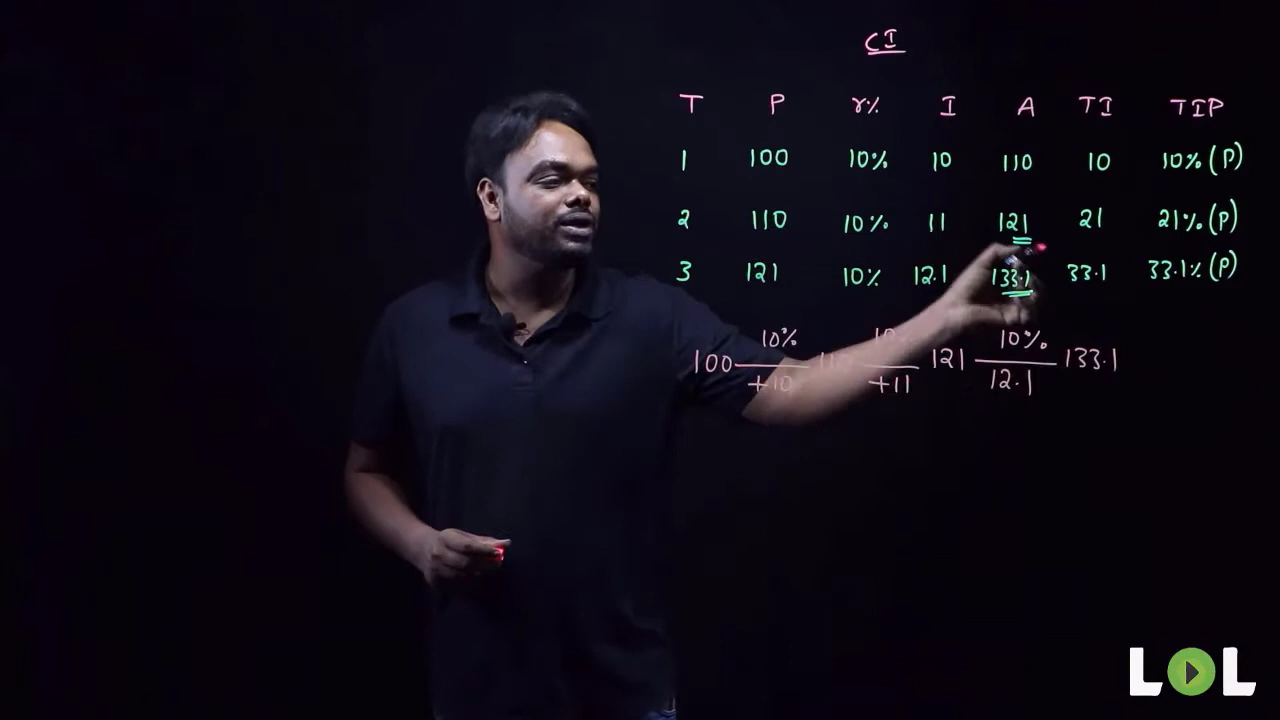 CI
T P r% I A TI TIP
1 100 10% 10 110 10 10% (P)
2 110 10% 11 121 21 21% (P)
3 121 10% 12.1 133.1 33.1 33.1% (P)
10% 10%
100 121 133.1
+10 +11 12.1
LOL